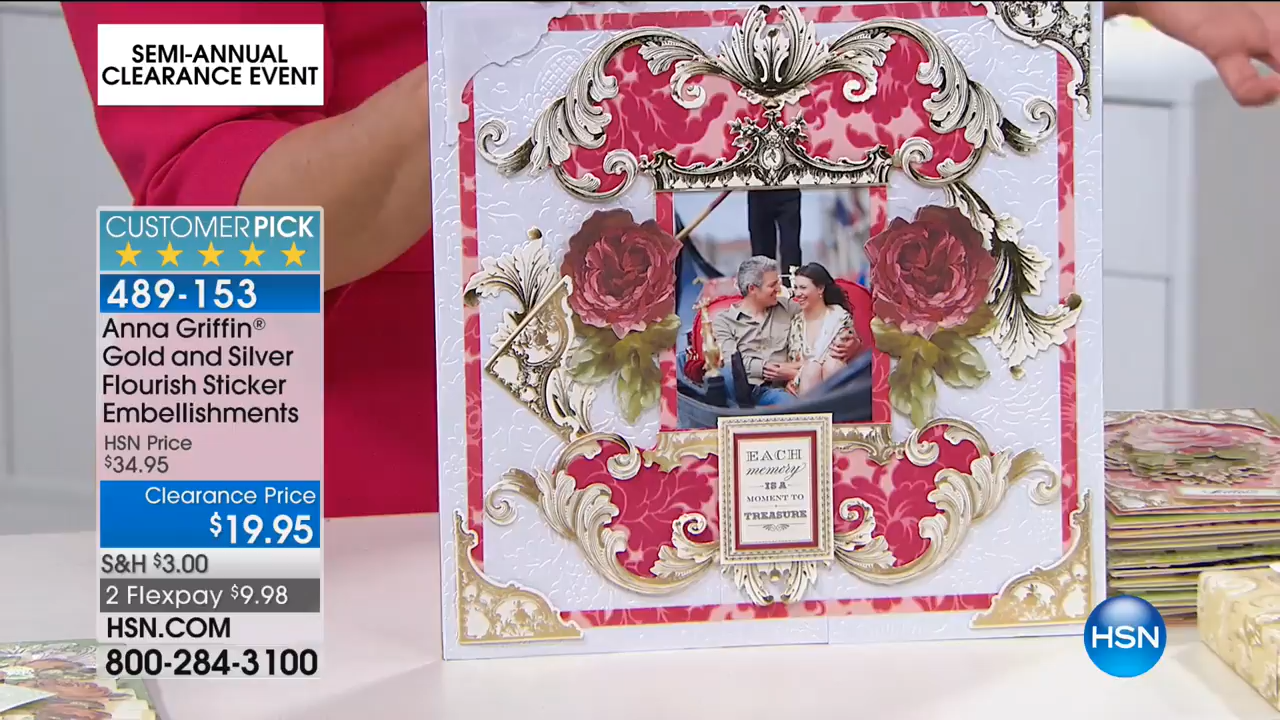 SEMI-ANNUAL
CLEARANCE EVENT
CUSTOMER PICK
489-153
Anna Griffin®
Gold and Silver
Flourish Sticker
Embellishments
HSN Price
$34.95
Clearance Price
$19.95
S&H $3.00
2 Flexpay $9.98
HSN.COM
800-284-3100
EACH
memory
IS A
MOMENT TO
TREASURE
HSN